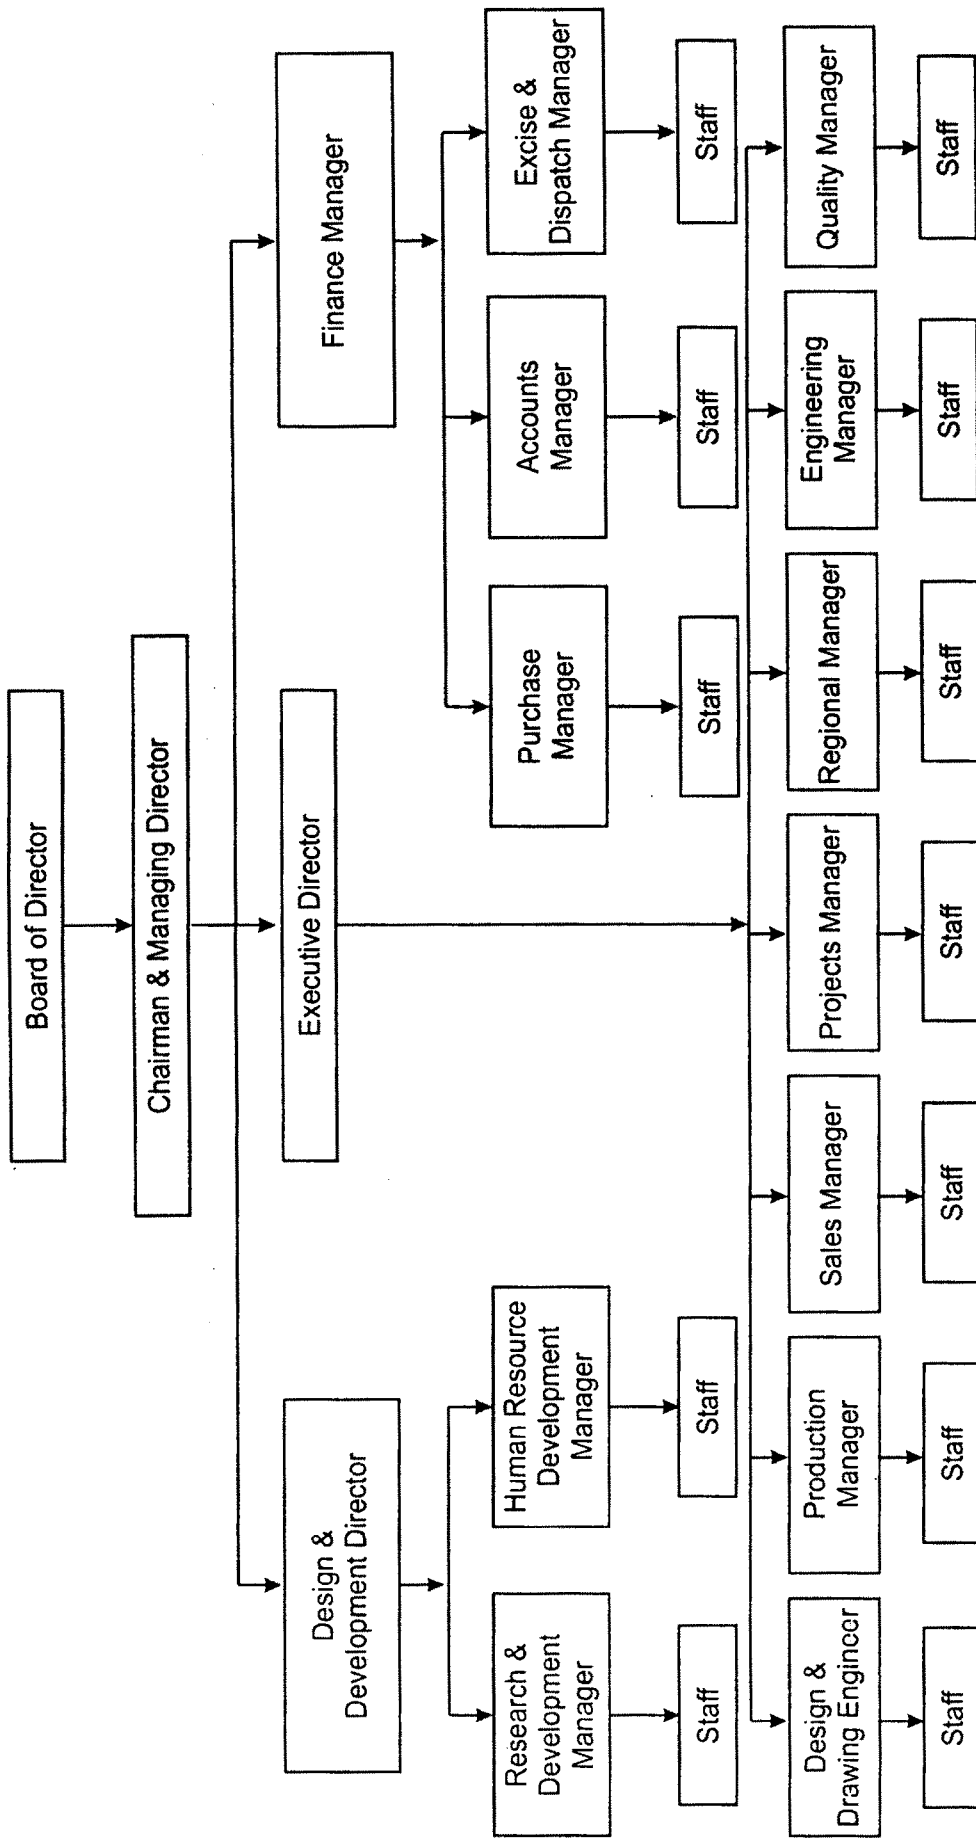 Board of Director
Chairman & Managing Director
Design &
Development Director
Executive Director
Finance Manager
Research &
Development
Manager
Human Resource
Development
Manager
Purchase
Manager
Accounts
Manager
Excise &
Dispatch Manager
Staff
Staff
Staff
Staff
Staff
Design &
Drawing Engineer
Production
Manager
Sales Manager
Projects Manager
Regional Manager
Engineering
Manager
Quality Manager
Staff
Staff
Staff
Staff
Staff
Staff
Staff